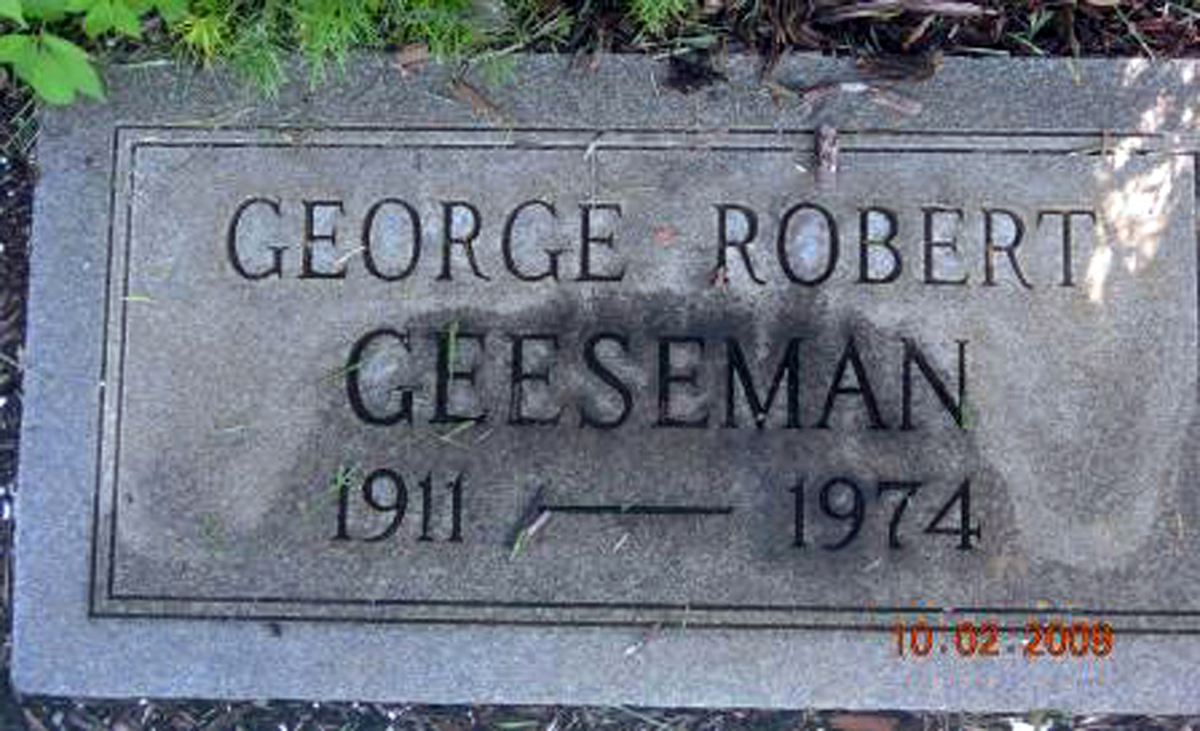 GEORGE ROBERT
GEESEMAN
1911 — 1974
10.02.2009